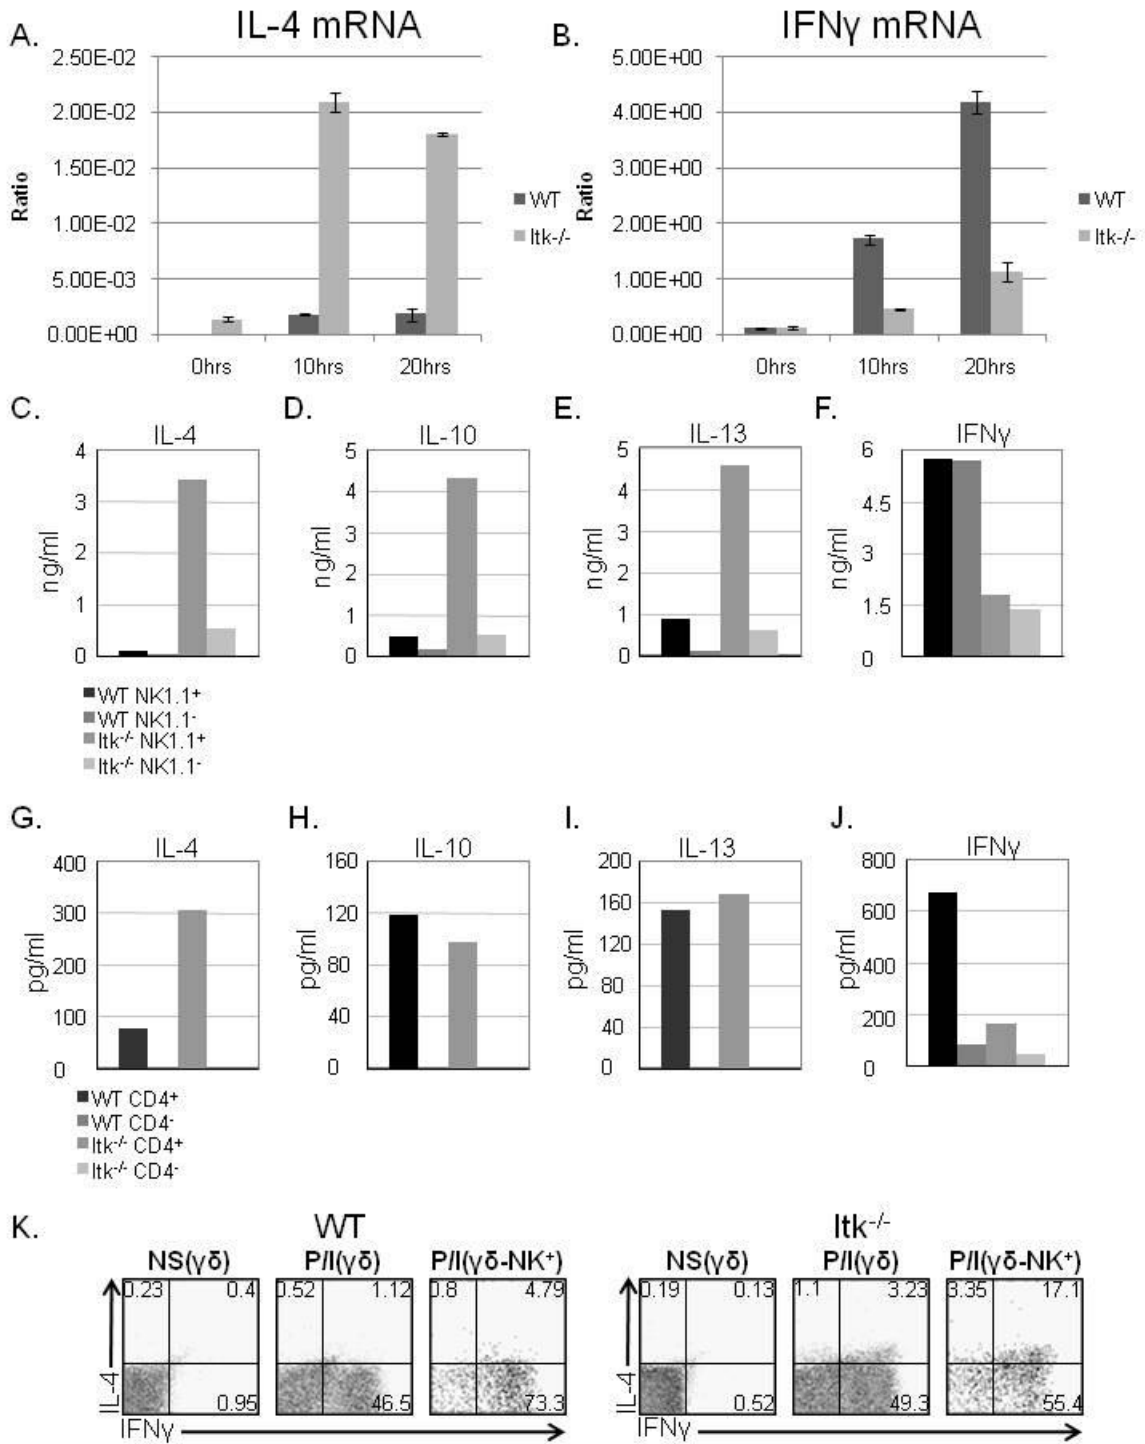 A.
IL-4 mRNA
2.50E-02
2.00E-02
1.50E-02
1.00E-02
5.00E-03
0.00E+00
Ratio
0hrs
10hrs
20hrs
WT
Itk-/-
B.
IFNγ mRNA
5.00E+00
4.00E+00
3.00E+00
2.00E+00
1.00E+00
0.00E+00
Ratio
0hrs
10hrs
20hrs
WT
Itk-/-
C.
IL-4
4
3
2
1
0
ng/ml
D.
IL-10
5
4
3
2
1
0
ng/ml
E.
IL-13
5
4
3
2
1
0
ng/ml
F.
IFNγ
6
4.5
3
1.5
0
ng/ml
WT NK1.1⁺
WT NK1.1⁻
Itk⁻/⁻ NK1.1⁺
Itk⁻/⁻ NK1.1⁻
G.
IL-4
400
300
200
100
0
pg/ml
H.
IL-10
160
120
80
40
0
pg/ml
I.
IL-13
200
160
120
80
40
0
pg/ml
J.
IFNγ
800
600
400
200
0
pg/ml
WT CD4⁺
WT CD4⁻
Itk⁻/⁻ CD4⁺
Itk⁻/⁻ CD4⁻
K.
WT
NS(γδ) P/I(γδ) P/I(γδ-NK⁺)
0.23 0.4 0.52 1.12 0.8 4.79
0.95 46.5 73.3
IL-4
IFNγ
Itk⁻/⁻
NS(γδ) P/I(γδ) P/I(γδ-NK⁺)
0.19 0.13 1.1 3.23 3.35 17.1
0.52 49.3 55.4
IL-4
IFNγ